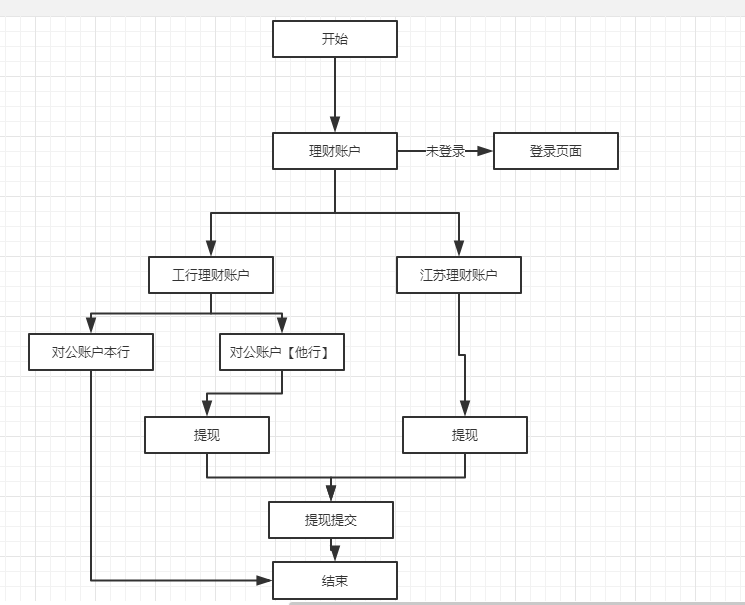 开始
理财账户
未登录
登录页面
工行理财账户
江苏理财账户
对公账户本行
对公账户【他行】
提现
提现
提现提交
结束